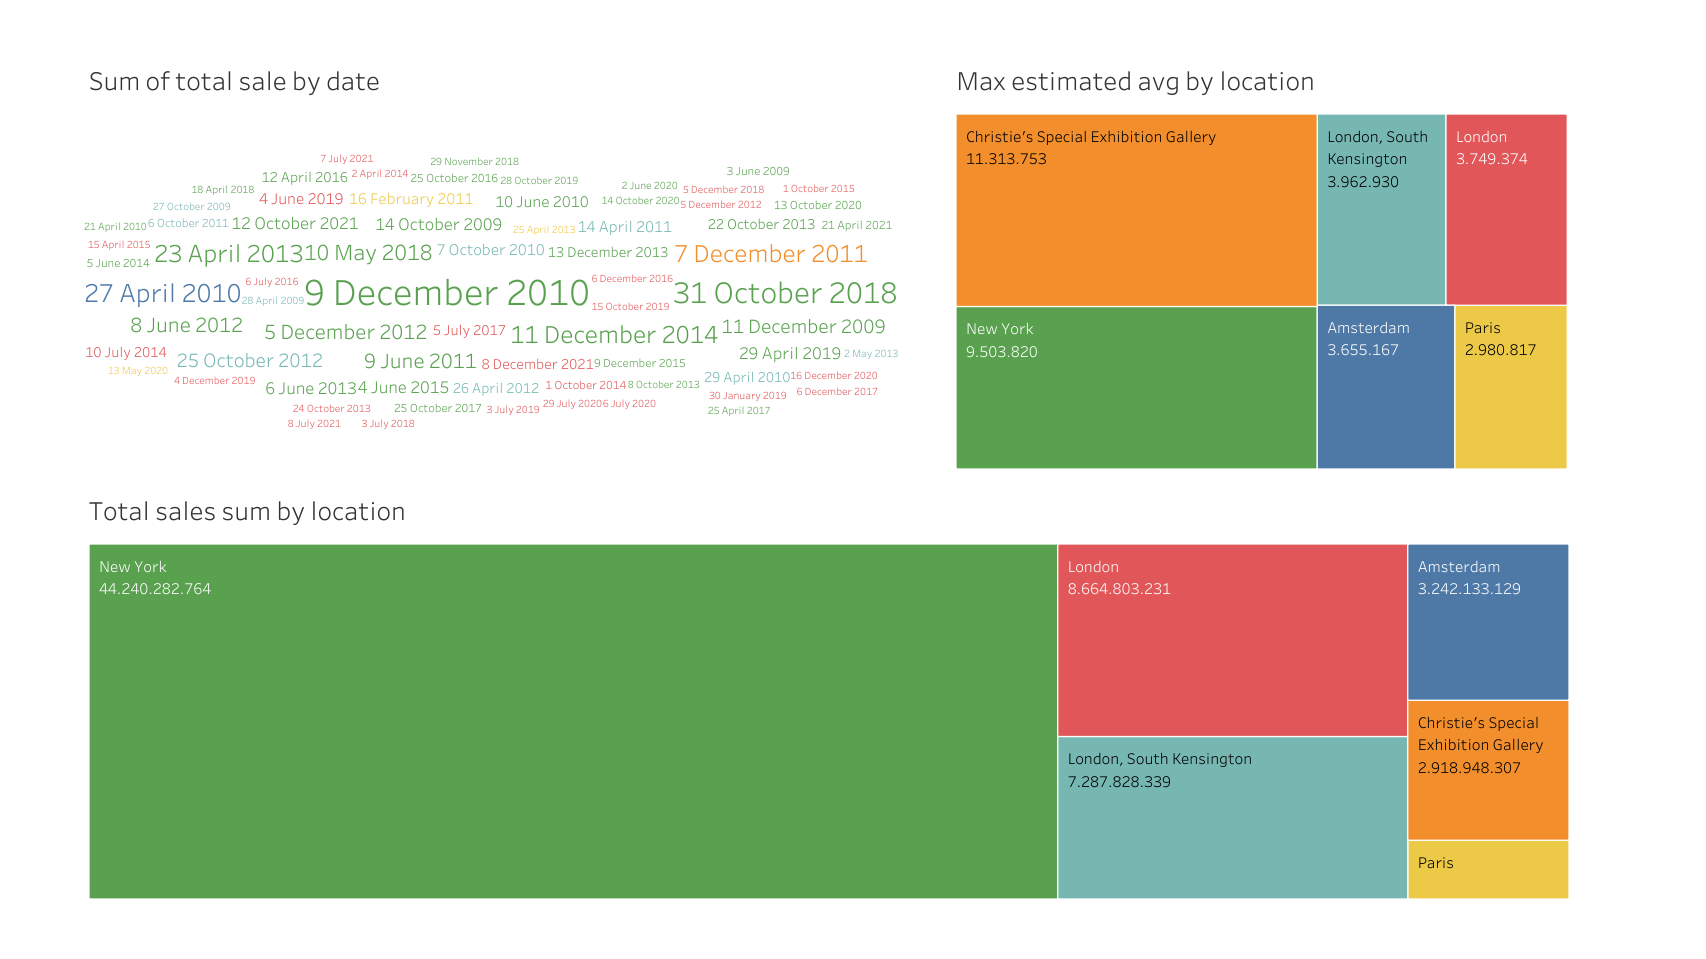 Sum of total sale by date
7 July 2021
29 November 2018
3 June 2009
12 April 2016
2 April 2014
25 October 2016
28 October 2019
18 April 2018
2 June 2020
5 December 2018
1 October 2015
27 October 2009
4 June 2019
16 February 2011
10 June 2010
14 October 2020
5 December 2012
13 October 2020
21 April 2010
6 October 2011
12 October 2021
14 October 2009
25 April 2013
14 April 2011
22 October 2013
21 April 2021
15 April 2015
5 June 2014
23 April 2013
10 May 2018
7 October 2010
13 December 2013
7 December 2011
27 April 2010
6 July 2016
28 April 2009
9 December 2010
6 December 2016
15 October 2019
31 October 2018
8 June 2012
5 December 2012
5 July 2017
11 December 2014
11 December 2009
10 July 2014
25 October 2012
9 June 2011
8 December 2021
9 December 2015
29 April 2019
2 May 2013
13 May 2020
4 December 2019
6 June 2013
4 June 2015
26 April 2012
1 October 2014
8 October 2013
29 April 2010
16 December 2020
30 January 2019
6 December 2017
24 October 2013
25 October 2017
3 July 2019
29 July 2020
6 July 2020
25 April 2017
8 July 2021
3 July 2018
Max estimated avg by location
Christie's Special Exhibition Gallery
11.313.753
London, South
Kensington
3.962.930
London
3.749.374
New York
9.503.820
Amsterdam
3.655.167
Paris
2.980.817
Total sales sum by location
New York
44.240.282.764
London
8.664.803.231
London, South Kensington
7.287.828.339
Amsterdam
3.242.133.129
Christie's Special
Exhibition Gallery
2.918.948.307
Paris